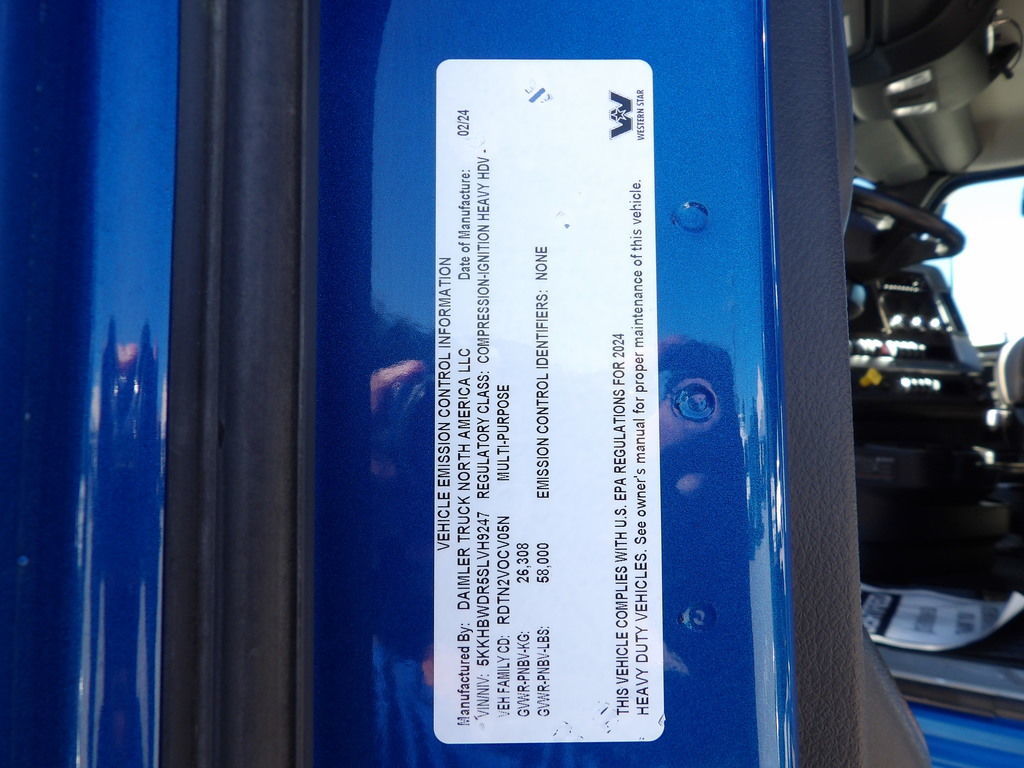 VEHICLE EMISSION CONTROL INFORMATION
Manufactured By: DAIMLER TRUCK NORTH AMERICA LLC Date of Manufacture: 02/24
VIN/NIV: 5KKHBWDR5SLVH9247 REGULATORY CLASS: COMPRESSION-IGNITION HEAVY HDV
VEH FAMILY CD: RDTN2VOCV05N MULTI-PURPOSE
GVWR-PNBV-KG: 26,308
GVWR-PNBV-LBS: 58,000 EMISSION CONTROL IDENTIFIERS: NONE
THIS VEHICLE COMPLIES WITH U.S. EPA REGULATIONS FOR 2024
HEAVY DUTY VEHICLES. See owner's manual for proper maintenance of this vehicle.
WESTERN STAR